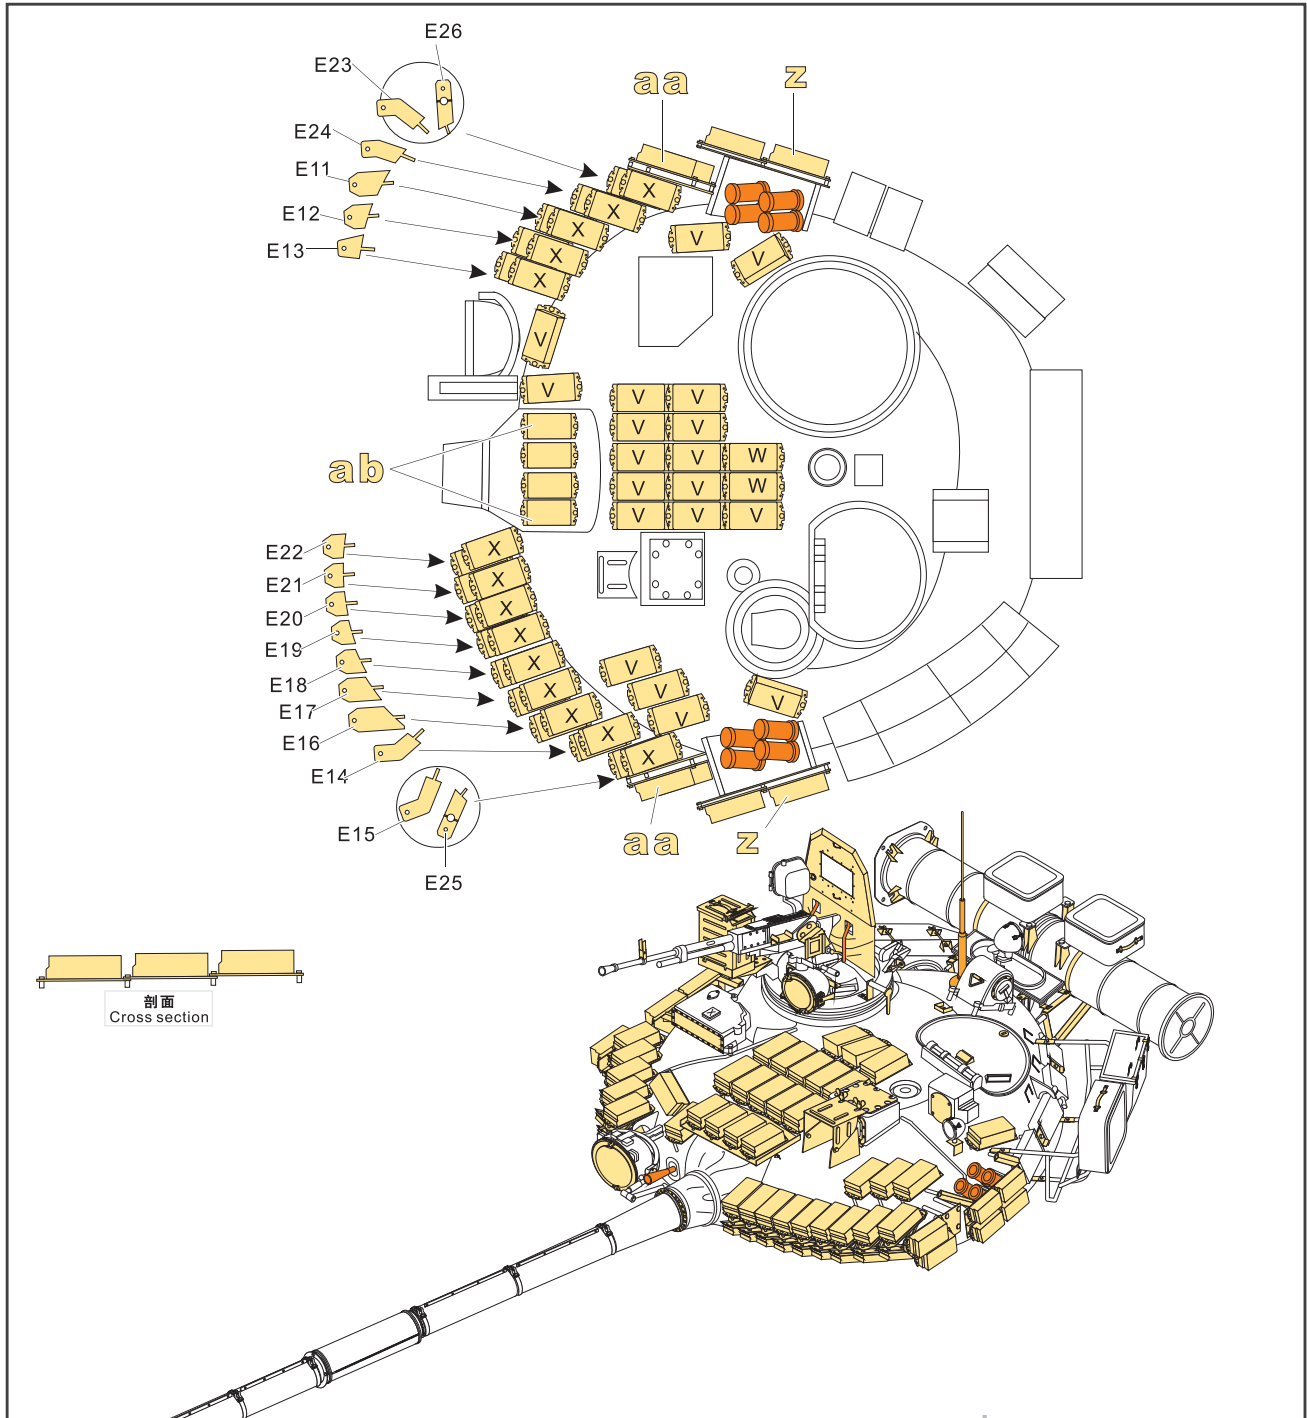 E26
E23
aa
z
E24
E11
E12
E13
X
X
X
X
X
V
V
V
V
V V
V V
ab
V V W
V V W
V V V
E22
E21
E20
E19
E18
E17
E16
E14
E15
E25
X
X
X
X
X
X
X
X
X
V
V
V
V
aa
z
剖面
Cross section